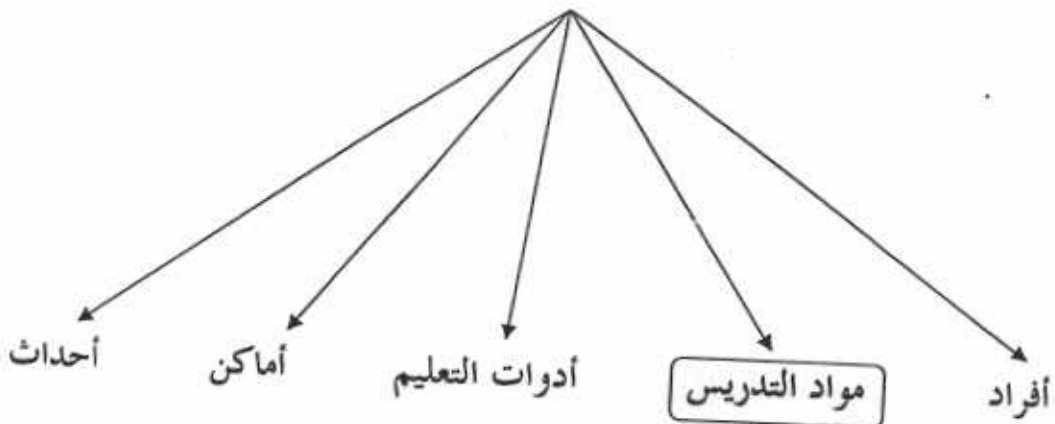 أفراد
مواد التدريس
أدوات التعليم
أماكن
أحداث